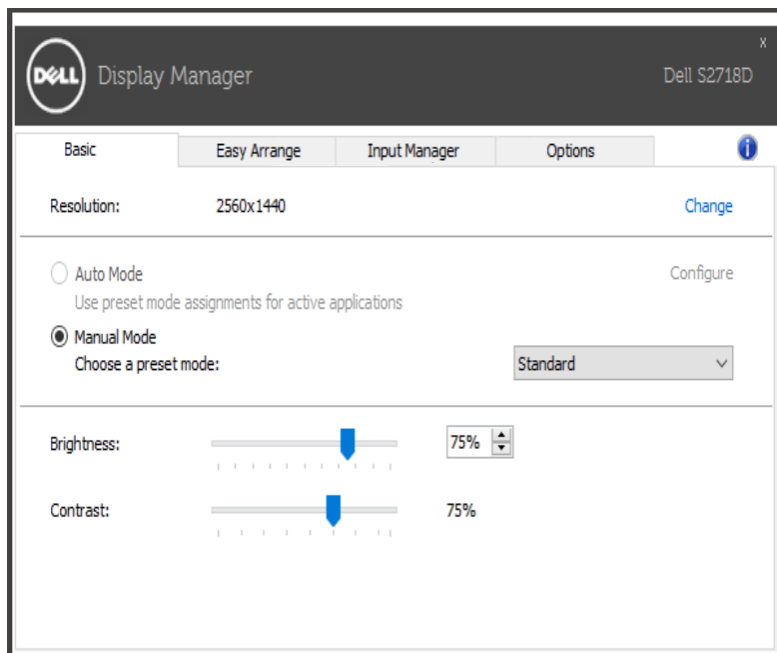 x
DELL Display Manager Dell S2718D
Basic Easy Arrange Input Manager Options i
Resolution: 2560x1440 Change
Auto Mode Configure
Use preset mode assignments for active applications
Manual Mode
Choose a preset mode: Standard
Brightness: 75%
Contrast: 75%